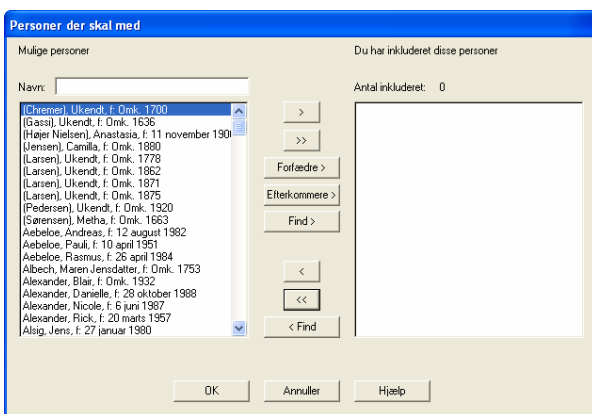 Personer der skal med
Mulige personer
Du har inkluderet disse personer
Navn:
Antal inkluderet: 0
(Chremer), Ukendt, f: Omk. 1700
(Gassi), Ukendt, f: Omk. 1636
(Højer Nielsen), Anastasia, f: 11 november 190
(Jensen), Camilla, f: Omk. 1880
(Larsen), Ukendt, f: Omk. 1778
(Larsen), Ukendt, f: Omk. 1862
(Larsen), Ukendt, f: Omk. 1871
(Larsen), Ukendt, f: Omk. 1875
(Pedersen), Ukendt, f: Omk. 1920
(Sørensen), Metha, f: Omk. 1663
Aebeloe, Andreas, f: 12 august 1982
Aebeloe, Pauli, f: 10 april 1951
Aebeloe, Rasmus, f: 26 april 1984
Albech, Maren Jensdatter, f: Omk. 1753
Alexander, Blair, f: Omk. 1932
Alexander, Danielle, f: 28 oktober 1988
Alexander, Nicole, f: 6 juni 1987
Alexander, Rick, f: 20 marts 1957
Alsig, Jens, f: 27 januar 1980
>
>>
Forfædre >
Efterkommere >
Find >
<
<<
< Find
OK
Annuller
Hjælp